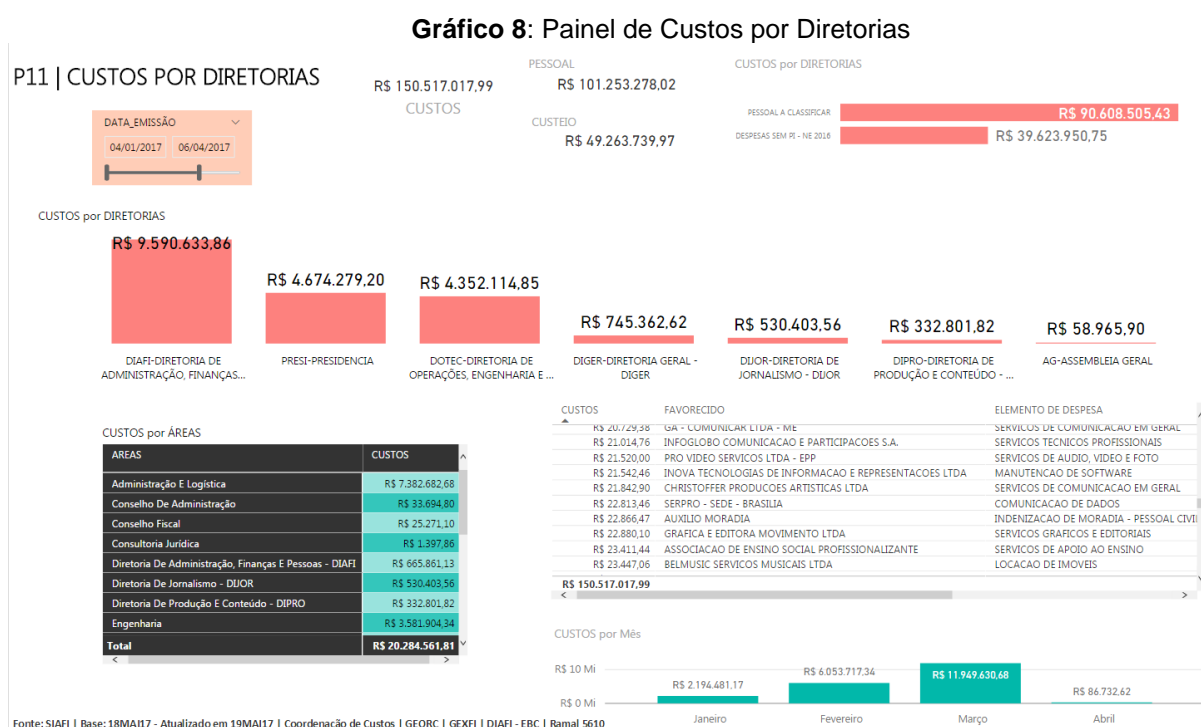 Gráfico 8: Painel de Custos por Diretorias
P11 | CUSTOS POR DIRETORIAS
R$ 150.517.017,99
CUSTOS
PESSOAL
R$ 101.253.278,02
CUSTEIO
R$ 49.263.739,97
CUSTOS por DIRETORIAS
PESSOAL A CLASSIFICAR R$ 90.608.505,43
DESPESAS SEM PI - NE 2016 R$ 39.623.950,75
DATA_EMISSÃO
04/01/2017 06/04/2017
CUSTOS por DIRETORIAS
R$ 9.590.633,86
R$ 4.674.279,20
R$ 4.352.114,85
R$ 745.362,62
R$ 530.403,56
R$ 332.801,82
R$ 58.965,90
DIAFI-DIRETORIA DE
ADMINISTRAÇÃO, FINANÇAS...
PRESI-PRESIDENCIA
DOTEC-DIRETORIA DE
OPERAÇÕES, ENGENHARIA E ...
DIGER-DIRETORIA GERAL -
DIGER
DIJOR-DIRETORIA DE
JORNALISMO - DIJOR
DIPRO-DIRETORIA DE
PRODUÇÃO E CONTEÚDO - ...
AG-ASSEMBLEIA GERAL
CUSTOS por ÁREAS
AREAS CUSTOS
Administração E Logística R$ 7.382.682,68
Conselho De Administração R$ 33.694,80
Conselho Fiscal R$ 25.271,10
Consultoria Jurídica R$ 1.397,86
Diretoria De Administração, Finanças E Pessoas - DIAFI R$ 665.861,13
Diretoria De Jornalismo - DIJOR R$ 530.403,56
Diretoria De Produção E Conteúdo - DIPRO R$ 332.801,82
Engenharia R$ 3.581.904,34
Total R$ 20.284.561,81
CUSTOS FAVORECIDO ELEMENTO DE DESPESA
R$ 20.729,38 GA - COMUNICAR LTDA - ME SERVICOS DE COMUNICACAO EM GERAL
R$ 21.014,76 INFOGLOBO COMUNICACAO E PARTICIPACOES S.A. SERVICOS TECNICOS PROFISSIONAIS
R$ 21.520,00 PRO VIDEO SERVICOS LTDA - EPP SERVICOS DE AUDIO, VIDEO E FOTO
R$ 21.542,46 INOVA TECNOLOGIAS DE INFORMACAO E REPRESENTACOES LTDA MANUTENCAO DE SOFTWARE
R$ 21.842,90 CHRISTOFFER PRODUCOES ARTISTICAS LTDA SERVICOS DE COMUNICACAO EM GERAL
R$ 22.813,46 SERPRO - SEDE - BRASILIA COMUNICACAO DE DADOS
R$ 22.866,47 AUXILIO MORADIA INDENIZACAO DE MORADIA - PESSOAL CIVI
R$ 22.880,10 GRAFICA E EDITORA MOVIMENTO LTDA SERVICOS GRAFICOS E EDITORIAIS
R$ 23.411,44 ASSOCIACAO DE ENSINO SOCIAL PROFISSIONALIZANTE SERVICOS DE APOIO AO ENSINO
R$ 23.447,06 BELMUSIC SERVICOS MUSICAIS LTDA LOCACAO DE IMOVEIS
R$ 150.517.017,99
CUSTOS por Mês
R$ 10 Mi
R$ 0 Mi
R$ 2.194.481,17
R$ 6.053.717,34
R$ 11.949.630,68
R$ 86.732,62
Janeiro Fevereiro Março Abril
Fonte: SIAFI | Base: 18MAI17 - Atualizado em 19MAI17 | Coordenação de Custos | GEORC | GEXFI | DIAFI - EBC | Ramal 5610